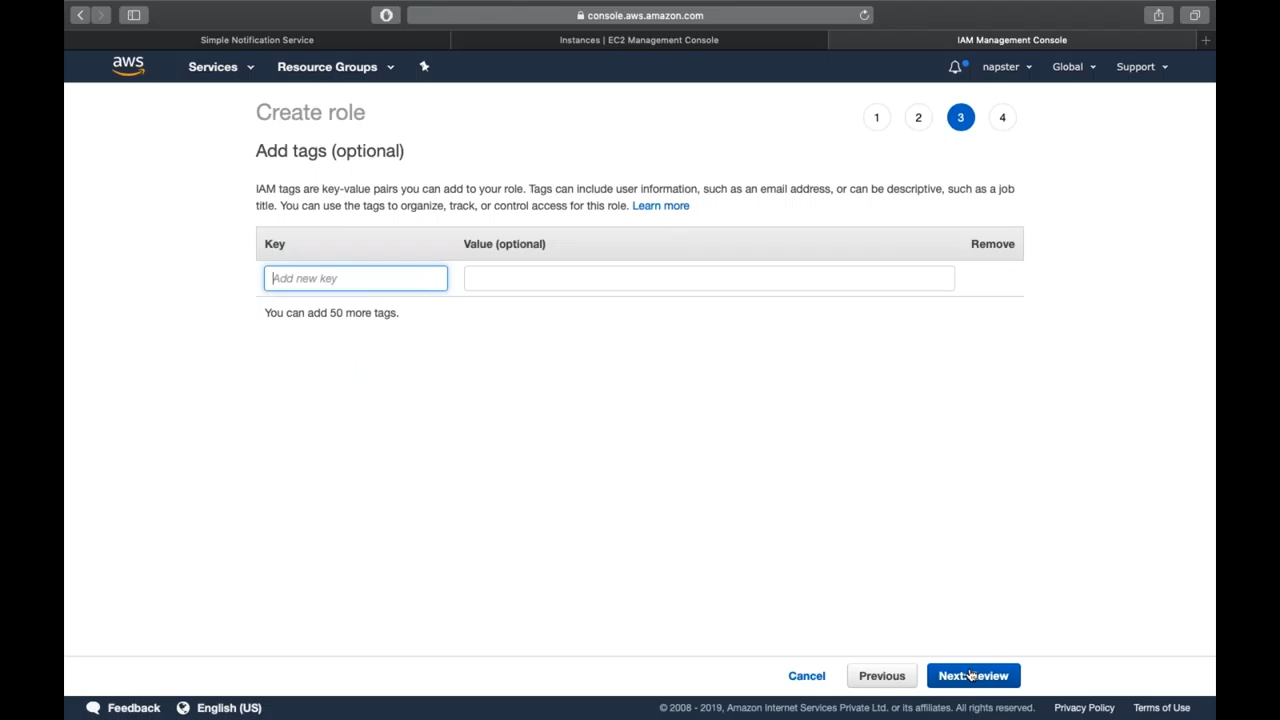 console.aws.amazon.com
Simple Notification Service
Instances | EC2 Management Console
IAM Management Console
aws
Services
Resource Groups
napster
Global
Support
Create role
1
2
3
4
Add tags (optional)
IAM tags are key-value pairs you can add to your role. Tags can include user information, such as an email address, or can be descriptive, such as a job
title. You can use the tags to organize, track, or control access for this role. Learn more
Key
Value (optional)
Remove
Add new key
You can add 50 more tags.
Cancel
Previous
Next: Review
Feedback
English (US)
© 2008 - 2019, Amazon Internet Services Private Ltd. or its affiliates. All rights reserved.
Privacy Policy
Terms of Use